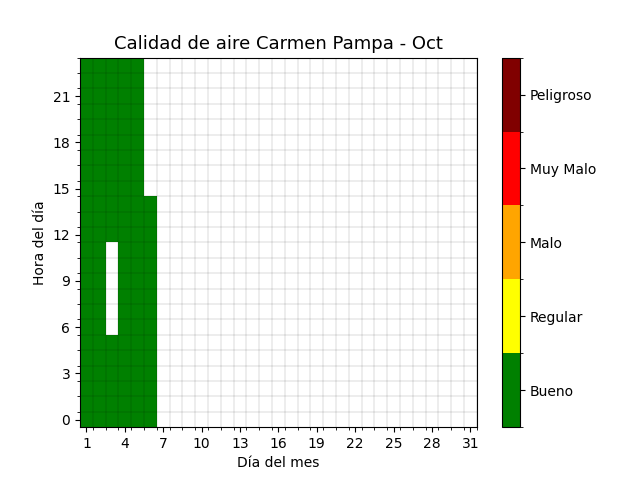 Calidad de aire Carmen Pampa - Oct
Hora del día
21
18
15
12
9
6
3
0
1 4 7 10 13 16 19 22 25 28 31
Día del mes
Peligroso
Muy Malo
Malo
Regular
Bueno